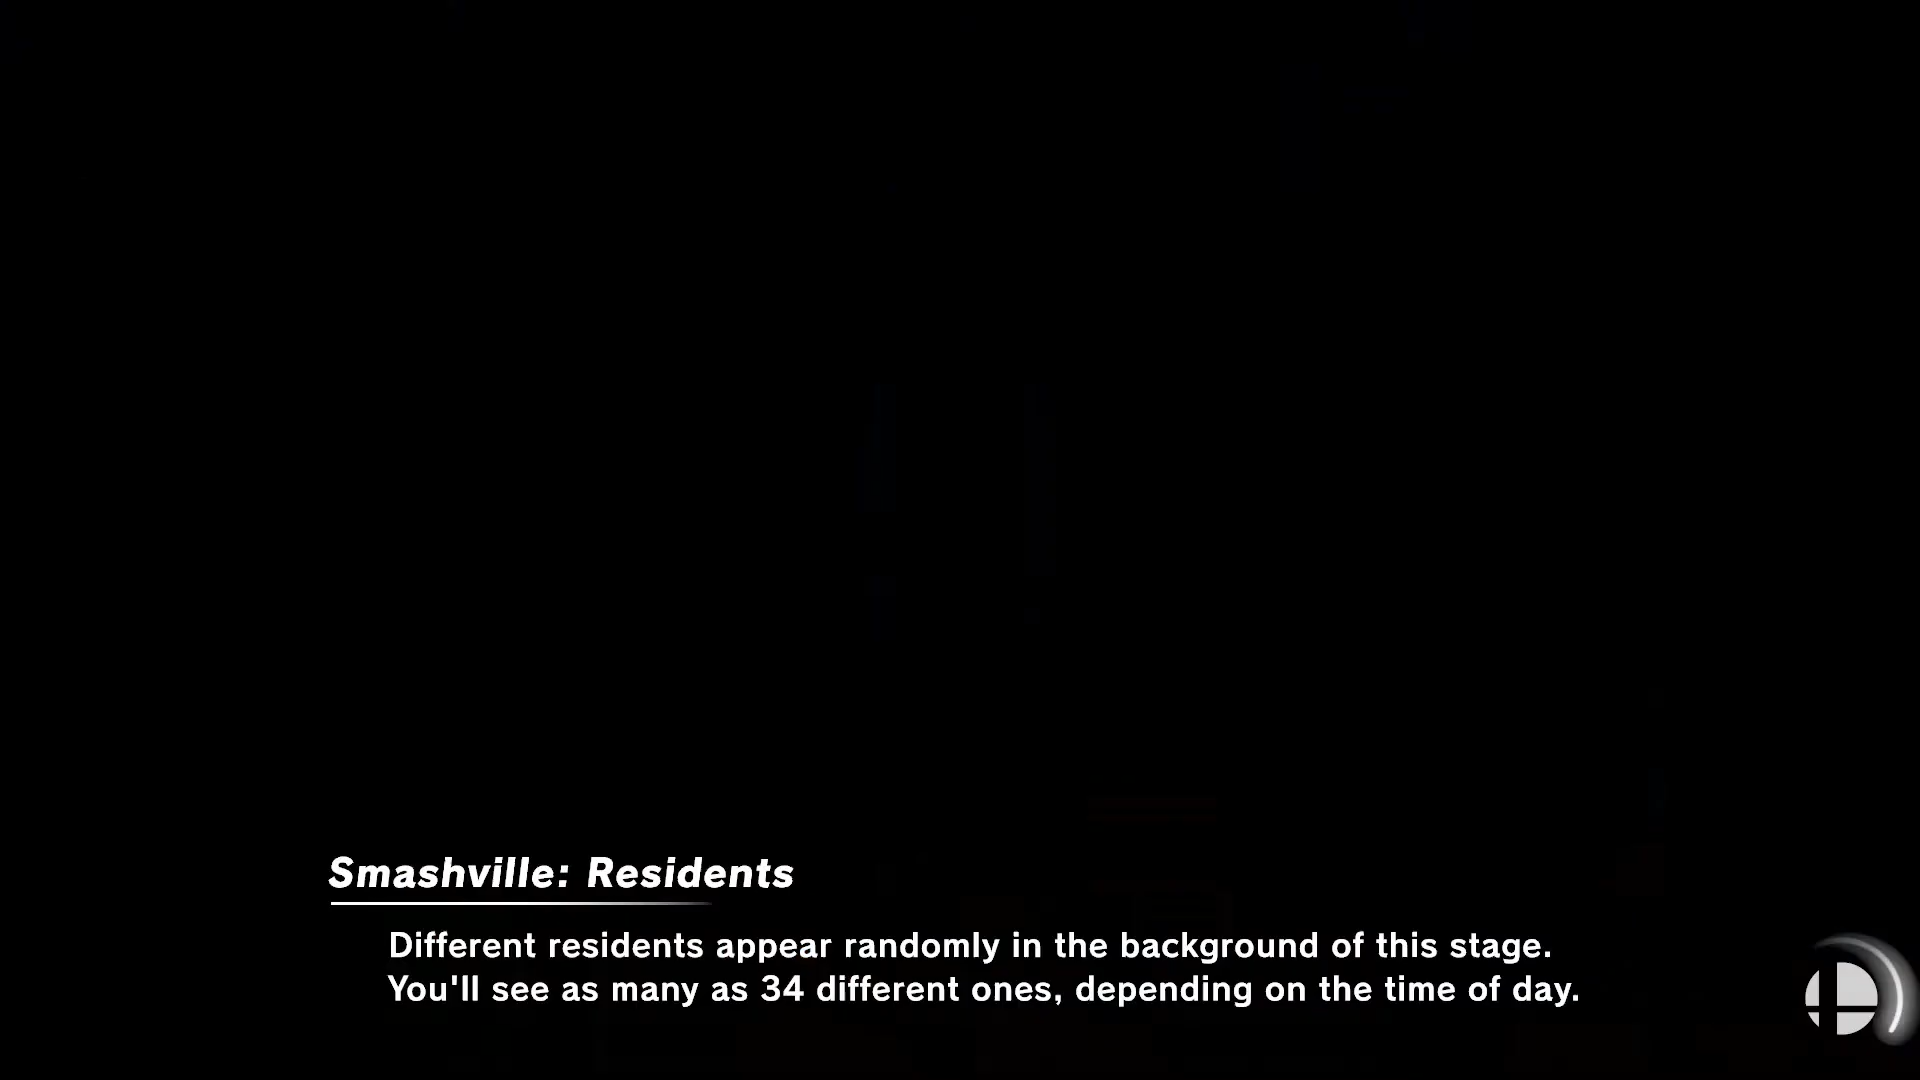 Smashville: Residents
Different residents appear randomly in the background of this stage.
You'll see as many as 34 different ones, depending on the time of day.